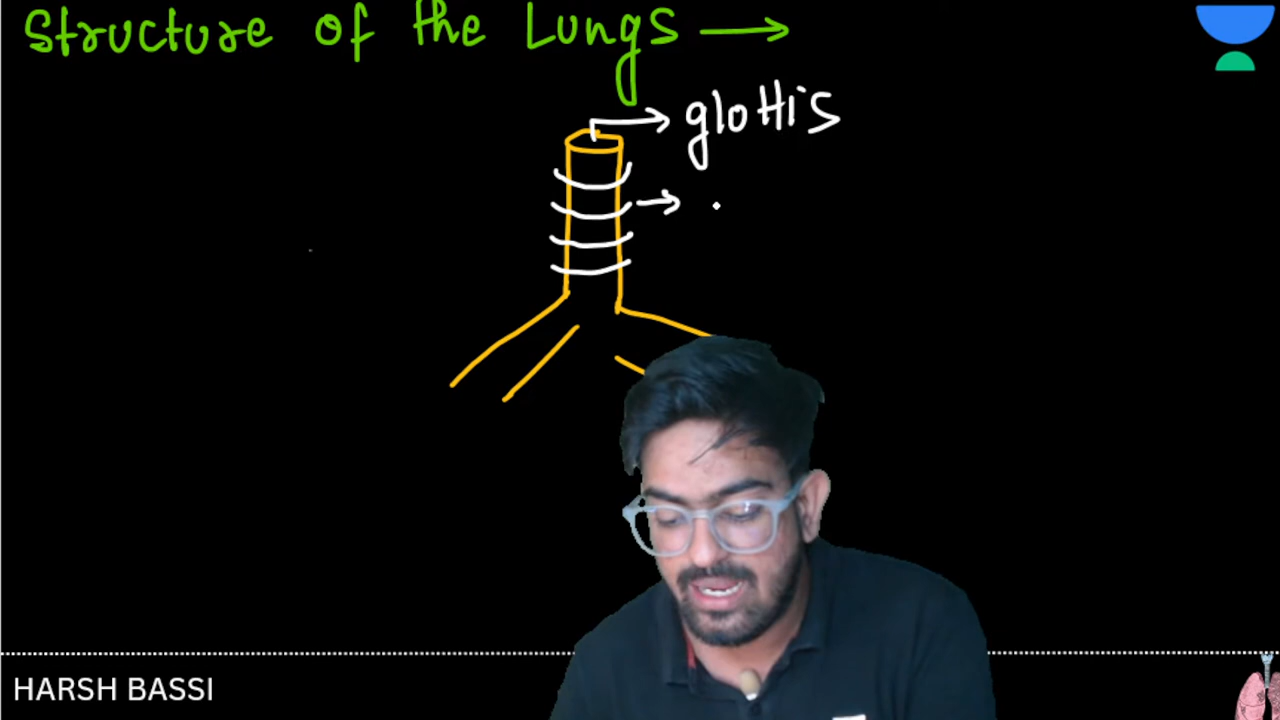 Structure of the Lungs →
→ glottis
→ .
HARSH BASSI